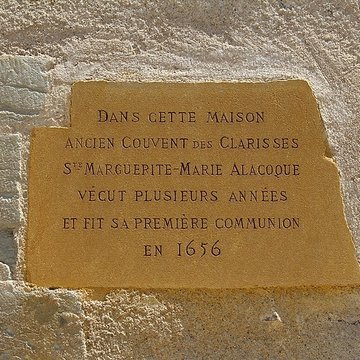 DANS CETTE MAISON
ANCIEN COUVENT DES CLARISSES
STE MARGUERITE-MARIE ALACOQUE
VÉCUT PLUSIEURS ANNÉES
ET FIT SA PREMIÈRE COMMUNION
EN 1656